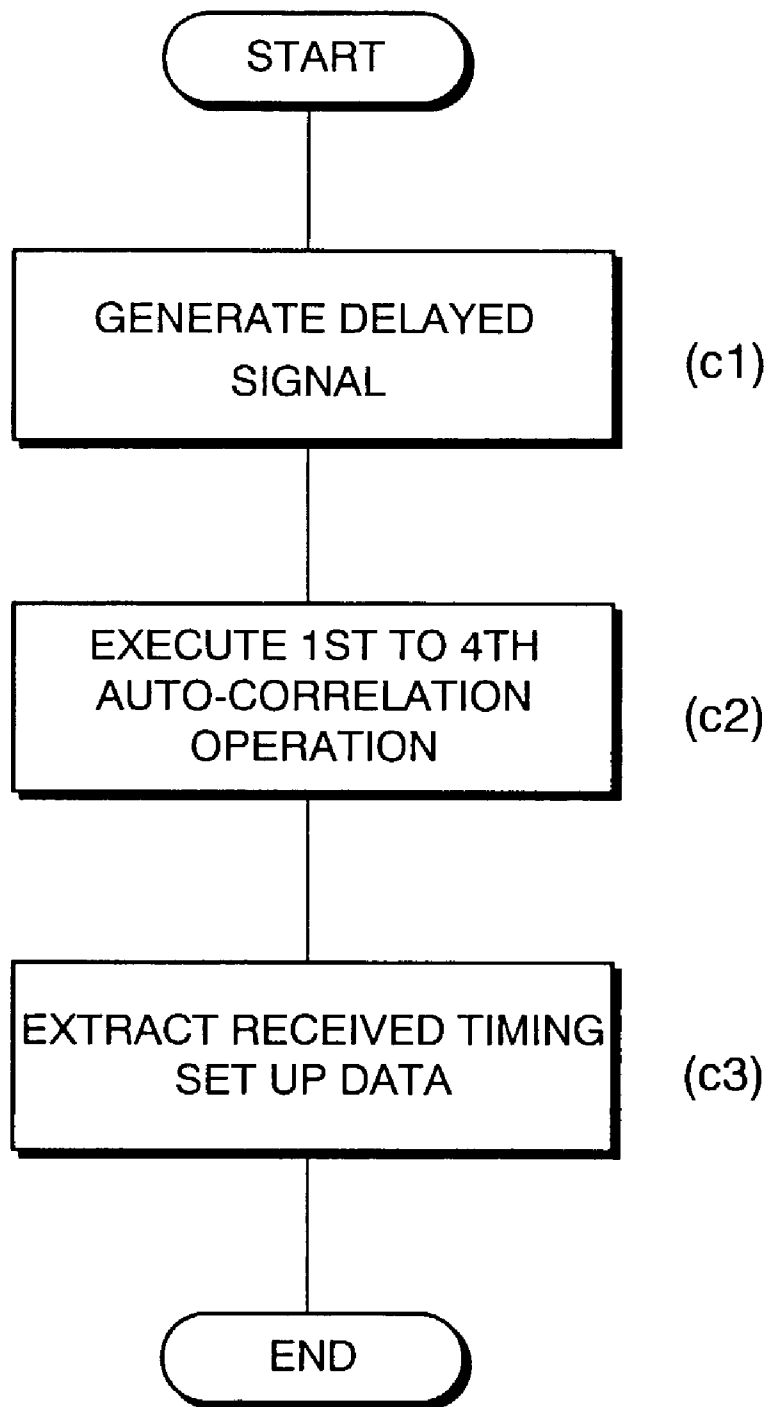 START
GENERATE DELAYED
SIGNAL
(c1)
EXECUTE 1ST TO 4TH
AUTO-CORRELATION
OPERATION
(c2)
EXTRACT RECEIVED TIMING
SET UP DATA
(c3)
END